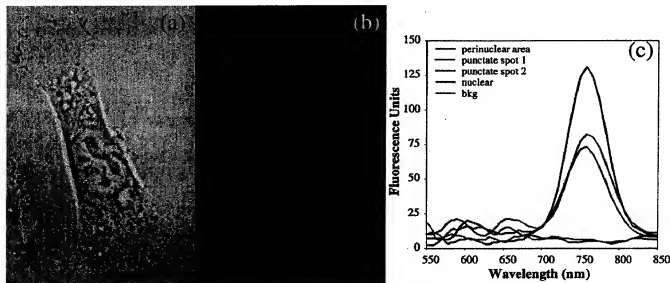 (a)
(b)
(c)
perinuclear area
punctate spot 1
punctate spot 2
nuclear
bkg
Fluorescence Units
150
125
100
75
50
25
0
550
600
650
700
750
800
850
Wavelength (nm)